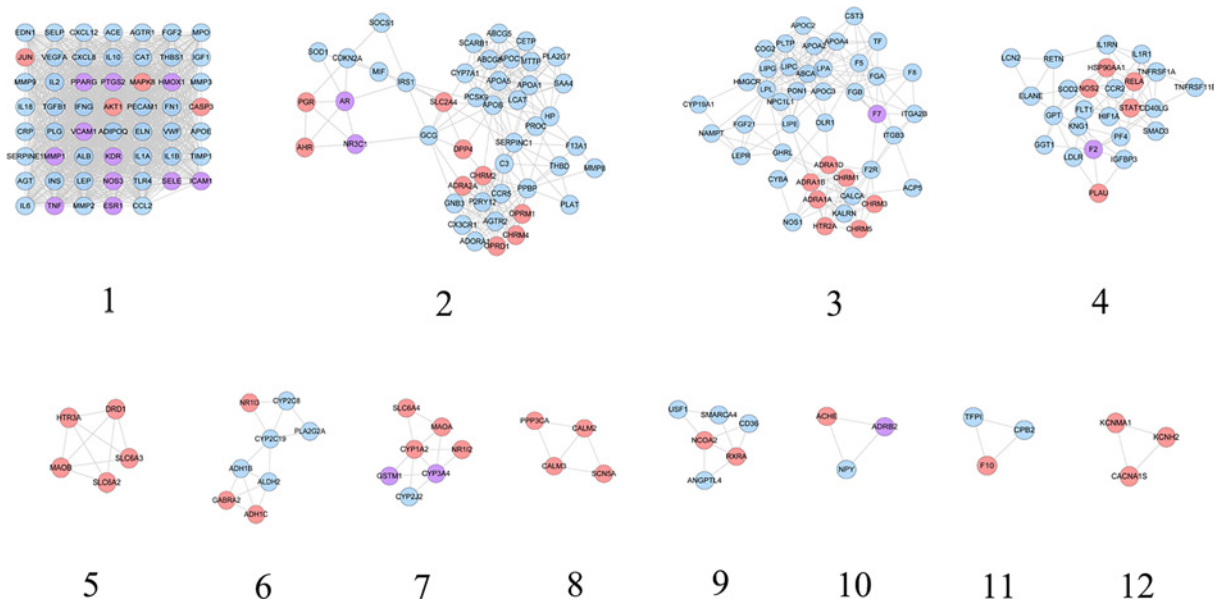 EDN1 SELP CXCL12 ACE AGTR1 FGF2 MPO
JUN VEGFA CXCL8 IL10 CAT THBS1 IGF1
MMP9 IL2 PPARG PTGS2 MAPK8 HMOX1 MMP3
IL18 TGFB1 IFNG AKT1 PECAM1 FN1 CASP3
CRP PLG VCAM1 ADIPOQ ELN VWF APOE
SERPINE1 MMP1 ALB KDR IL1A IL1B TIMP1
AGT INS LEP NOS3 TLR4 SELE ICAM1
IL6 TNF MMP2 ESR1 CCL2
1
SOCS1
SOD1 CDKN2A
MIF IRS1
PGR AR
AHR NR3C1
SLC2A4
GCG
SCARB1 ABCG5 CETP
ABCG8 APOC1 MTTP PLA2G7
CYP7A1 APOA5 APOA1 SAA4
PCSK9 APOB LCAT HP
PROC
SERPINC1 F13A1
DPP4 C3 THBD MMP8
CHRM2 CCR5 PPBP
ADRA2A P2RY12 PLAT
GNB3 OPRM1
CX3CR1 AGTR2
ADORA1 CHRM4
OPRD1
2
APOC2 CST3
COG2 PLTP APOA2 APOA4 TF
LIPG LIPC ABCA1 LPA F5 F8
HMGCR LPL PON1 APOC3 FGA
NPC1L1 FGB
CYP19A1 F7 ITGA2B
NAMPT FGF21 LIPE OLR1 ITGB3
LEPR GHRL
ADRA1D F2R
CYBA ADRA1B CHRM1 ACP5
ADRA1A CALCA CHRM3
NOS1 KALRN
HTR2A CHRM5
3
IL1RN
LCN2 RETN IL1R1
HSP90AA1 TNFRSF1A
NOS2 RELA TNFRSF11B
ELANE SOD2 CCR2
GPT FLT1 HIF1A STAT1 CD40LG
KNG1 PF4 SMAD3
GGT1 F2
LDLR IGFBP3
PLAU
4
HTR3A DRD1
MAOB SLC6A3
SLC6A2
5
NR1I3 CYP2C8
PLA2G2A
CYP2C19
ADH1B ALDH2
GABRA2 ADH1C
6
SLC6A4 MAOA
CYP1A2 NR1I2
GSTM1 CYP3A4
CYP2J2
7
PPP3CA CALM2
CALM3 SCN5A
8
USF1 SMARCA4 CD36
NCOA2 RXRA
ANGPTL4
9
ACHE ADRB2
NPY
10
TFPI CPB2
F10
11
KCNMA1 KCNH2
CACNA1S
12